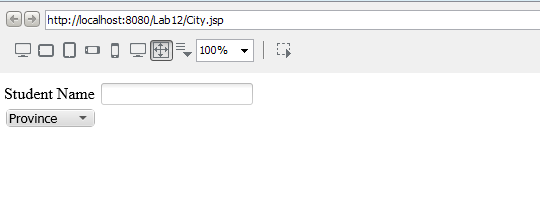 http://localhost:8080/Lab12/City.jsp
100%
Student Name
Province